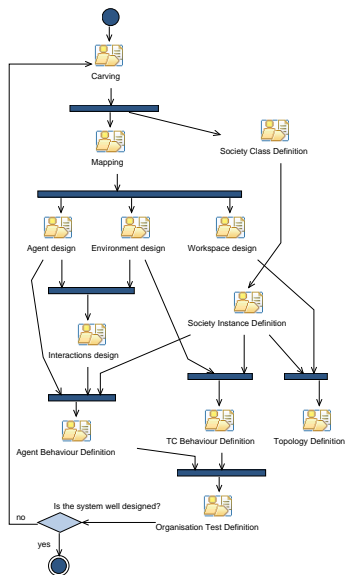 Carving
Society Class Definition
Mapping
Agent design
Environment design
Workspace design
Society Instance Definition
Interactions design
Agent Behaviour Definition
TC Behaviour Definition
Topology Definition
Is the system well designed?
no
Organisation Test Definition
yes